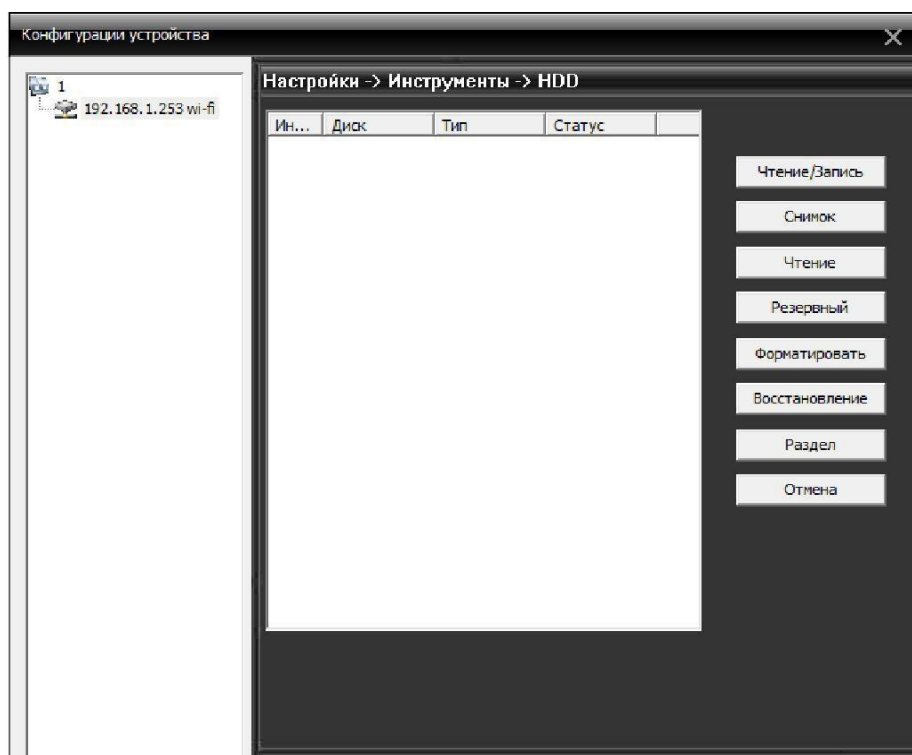 Конфигурации устройства
1
192.168.1.253 wi-fi
Настройки -> Инструменты -> HDD
Ин... Диск Тип Статус
Чтение/Запись
Снимок
Чтение
Резервный
Форматировать
Восстановление
Раздел
Отмена